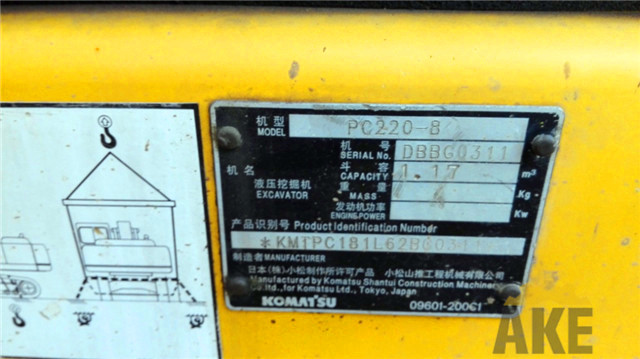 机型 MODEL PC220-8
机号 SERIAL No. DBBG0311
机名 液压挖掘机 EXCAVATOR
斗容 CAPACITY 1.17 m³
重量 MASS Kg
发动机功率 ENGINE POWER Kw
产品识别号 Product Identification Number
制造者 MANUFACTURER
日本(株)小松制作所许可产品 小松山推工程机械有限公司
Manufactured by Komatsu Shantui Construction Machinery
Co.ltd.,for Komatsu Ltd., Tokyo, Japan
KOMATSU 09601-200C1
AKE